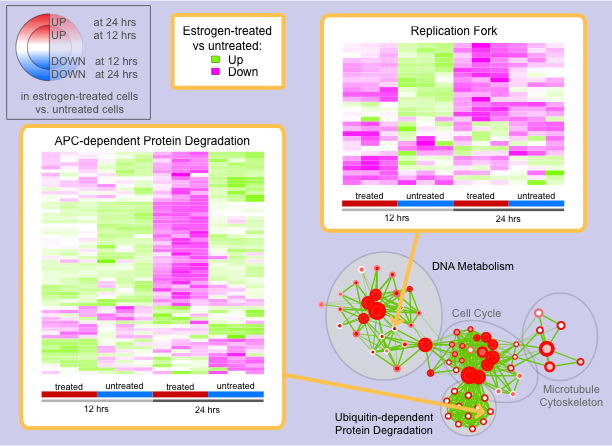 UP at 24 hrs
UP at 12 hrs
DOWN at 12 hrs
DOWN at 24 hrs
in estrogen-treated cells
vs. untreated cells
Estrogen-treated
vs untreated:
Up
Down
Replication Fork
treated untreated treated untreated
12 hrs 24 hrs
APC-dependent Protein Degradation
treated untreated treated untreated
12 hrs 24 hrs
DNA Metabolism
Cell Cycle
Microtubule
Cytoskeleton
Ubiquitin-dependent
Protein Degradation